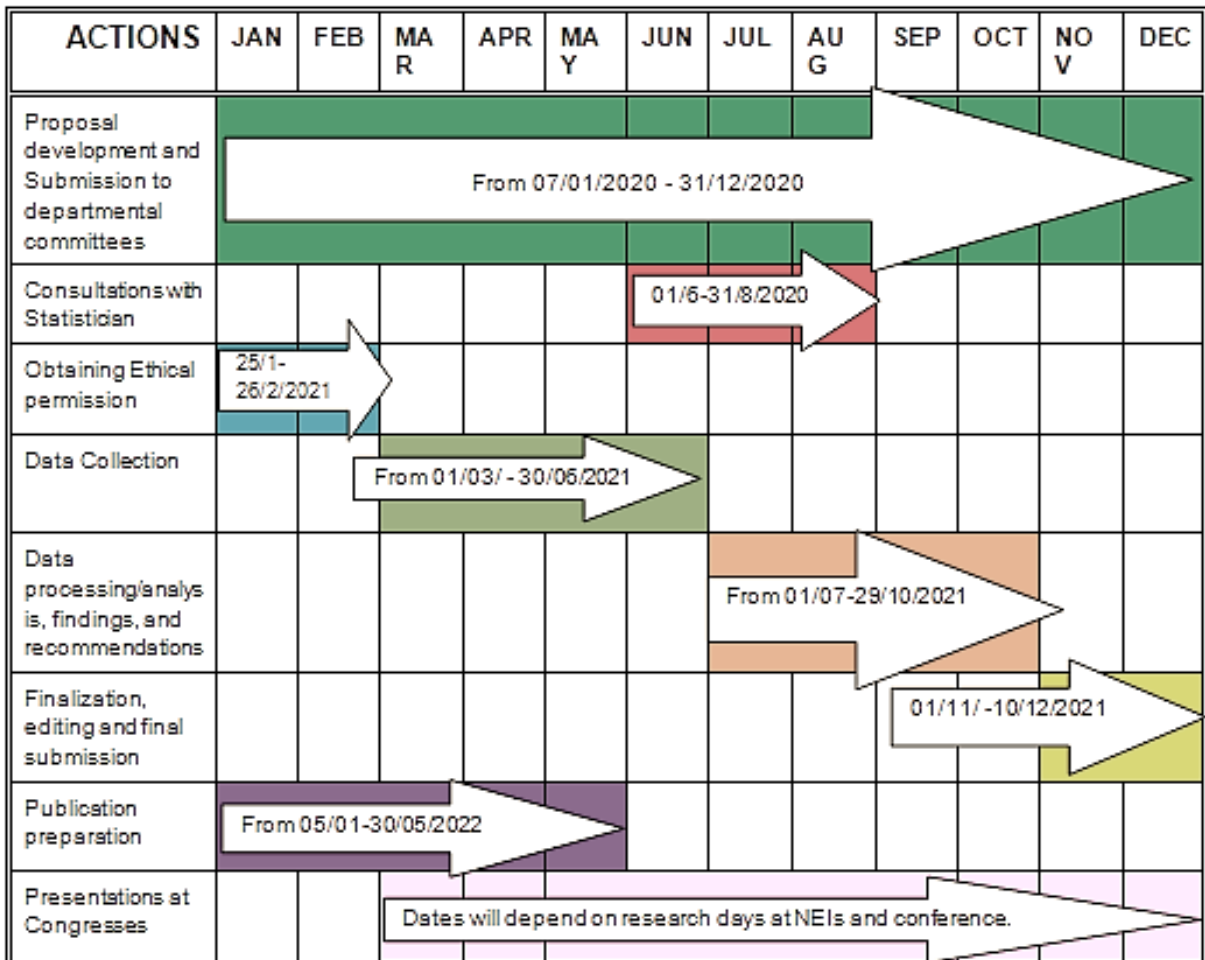 ACTIONS JAN FEB MA APR MA JUN JUL AU SEP OCT NO DEC
R Y G V
Proposal
development and
Submission to
departmental
committees
From 07/01/2020 - 31/12/2020
Consultations with
Statistician
01/6-31/8/2020
Obtaining Ethical
permission
25/1-
26/2/2021
Data Collection
From 01/03/ - 30/06/2021
Data
processing/analys
is, findings, and
recommendations
From 01/07-29/10/2021
Finalization,
editing and final
submission
01/11/ -10/12/2021
Publication
preparation
From 05/01-30/05/2022
Presentations at
Congresses
Dates will depend on research days at NEIs and conference.